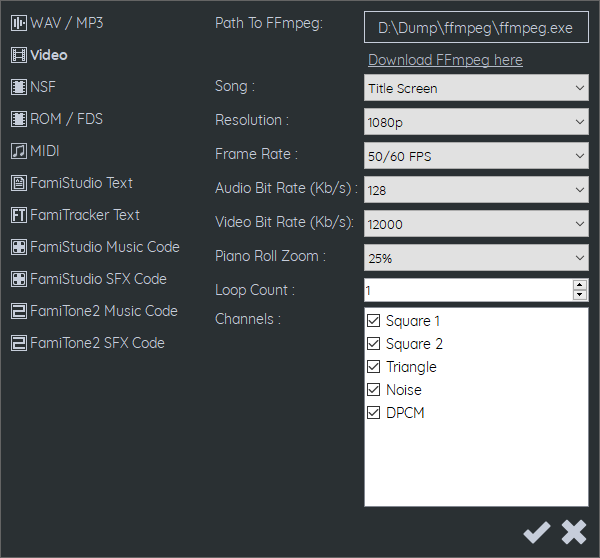 WAV / MP3
Video
NSF
ROM / FDS
MIDI
FamiStudio Text
FT FamiTracker Text
FamiStudio Music Code
FamiStudio SFX Code
FamiTone2 Music Code
FamiTone2 SFX Code
Path To FFmpeg: D:\Dump\ffmpeg\ffmpeg.exe
Download FFmpeg here
Song : Title Screen
Resolution : 1080p
Frame Rate : 50/60 FPS
Audio Bit Rate (Kb/s) : 128
Video Bit Rate (Kb/s): 12000
Piano Roll Zoom : 25%
Loop Count : 1
Channels :
Square 1
Square 2
Triangle
Noise
DPCM